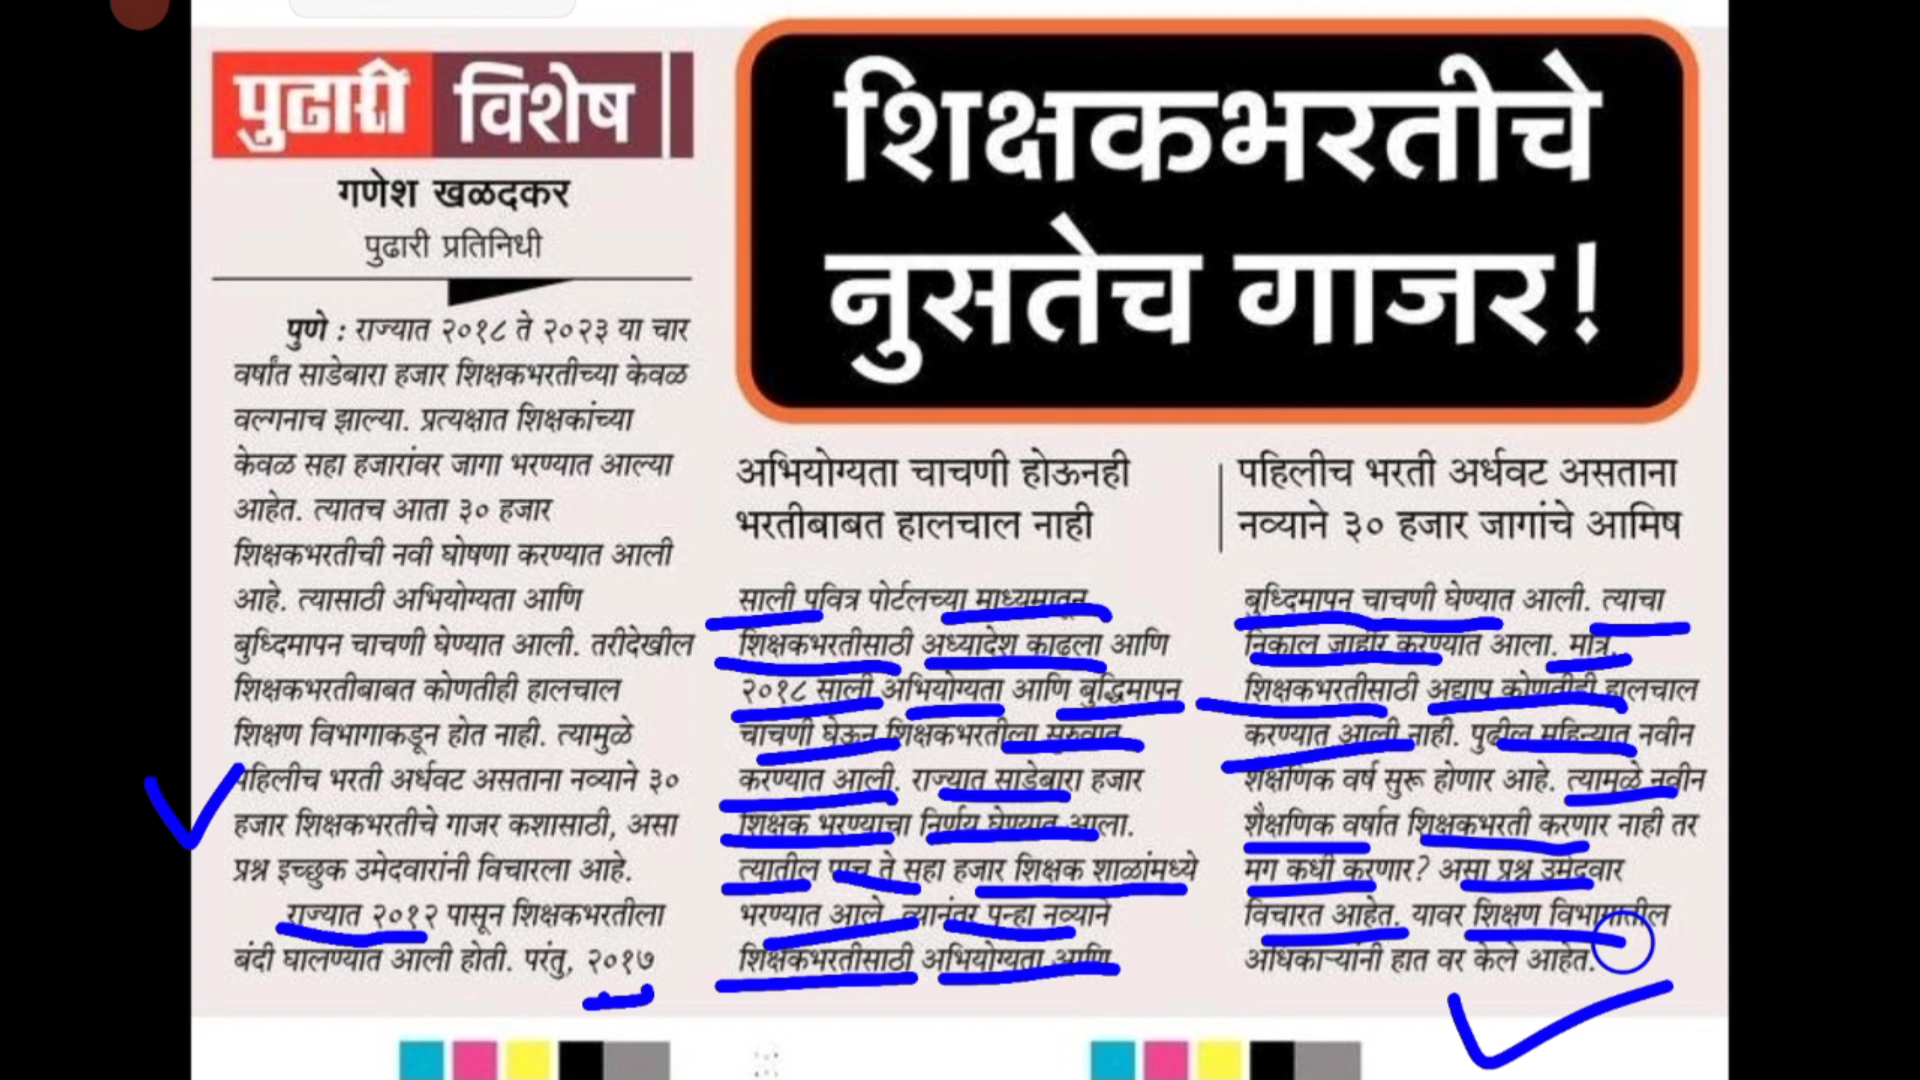 पुढारी विशेष
गणेश खळदकर
पुढारी प्रतिनिधी
शिक्षकभरतीचे
नुसतेच गाजर!
पुणे : राज्यात २०१८ ते २०२३ या चार
वर्षांत साडेबारा हजार शिक्षकभरतीच्या केवळ
वल्गनाच झाल्या. प्रत्यक्षात शिक्षकांच्या
केवळ सहा हजारांवर जागा भरण्यात आल्या
आहेत. त्यातच आता ३० हजार
शिक्षकभरतीची नवी घोषणा करण्यात आली
आहे. त्यासाठी अभियोग्यता आणि
बुध्दिमापन चाचणी घेण्यात आली. तरीदेखील
शिक्षकभरतीबाबत कोणतीही हालचाल
शिक्षण विभागाकडून होत नाही. त्यामुळे
पहिलीच भरती अर्धवट असताना नव्याने ३०
हजार शिक्षकभरतीचे गाजर कशासाठी, असा
प्रश्न इच्छुक उमेदवारांनी विचारला आहे.
राज्यात २०१२ पासून शिक्षकभरतीला
बंदी घालण्यात आली होती. परंतु, २०१७
अभियोग्यता चाचणी होऊनही
भरतीबाबत हालचाल नाही
साली पवित्र पोर्टलच्या माध्यमातून
शिक्षकभरतीसाठी अध्यादेश काढला आणि
२०१८ साली अभियोग्यता आणि बुद्धिमापन
चाचणी घेऊन शिक्षकभरतीला सुरुवात
करण्यात आली. राज्यात साडेबारा हजार
शिक्षक भरण्याचा निर्णय घेण्यात आला.
त्यातील पाच ते सहा हजार शिक्षक शाळांमध्ये
भरण्यात आले. त्यानंतर पुन्हा नव्याने
शिक्षकभरतीसाठी अभियोग्यता आणि
पहिलीच भरती अर्धवट असताना
नव्याने ३० हजार जागांचे आमिष
बुध्दिमापन चाचणी घेण्यात आली. त्याचा
निकाल जाहीर करण्यात आला. मात्र,
शिक्षकभरतीसाठी अद्याप कोणतीही हालचाल
करण्यात आली नाही. पुढील महिन्यात नवीन
शैक्षणिक वर्ष सुरू होणार आहे. त्यामुळे नवीन
शैक्षणिक वर्षात शिक्षकभरती करणार नाही तर
मग कधी करणार? असा प्रश्न उमेदवार
विचारत आहेत. यावर शिक्षण विभागातील
अधिकाऱ्यांनी हात वर केले आहेत.